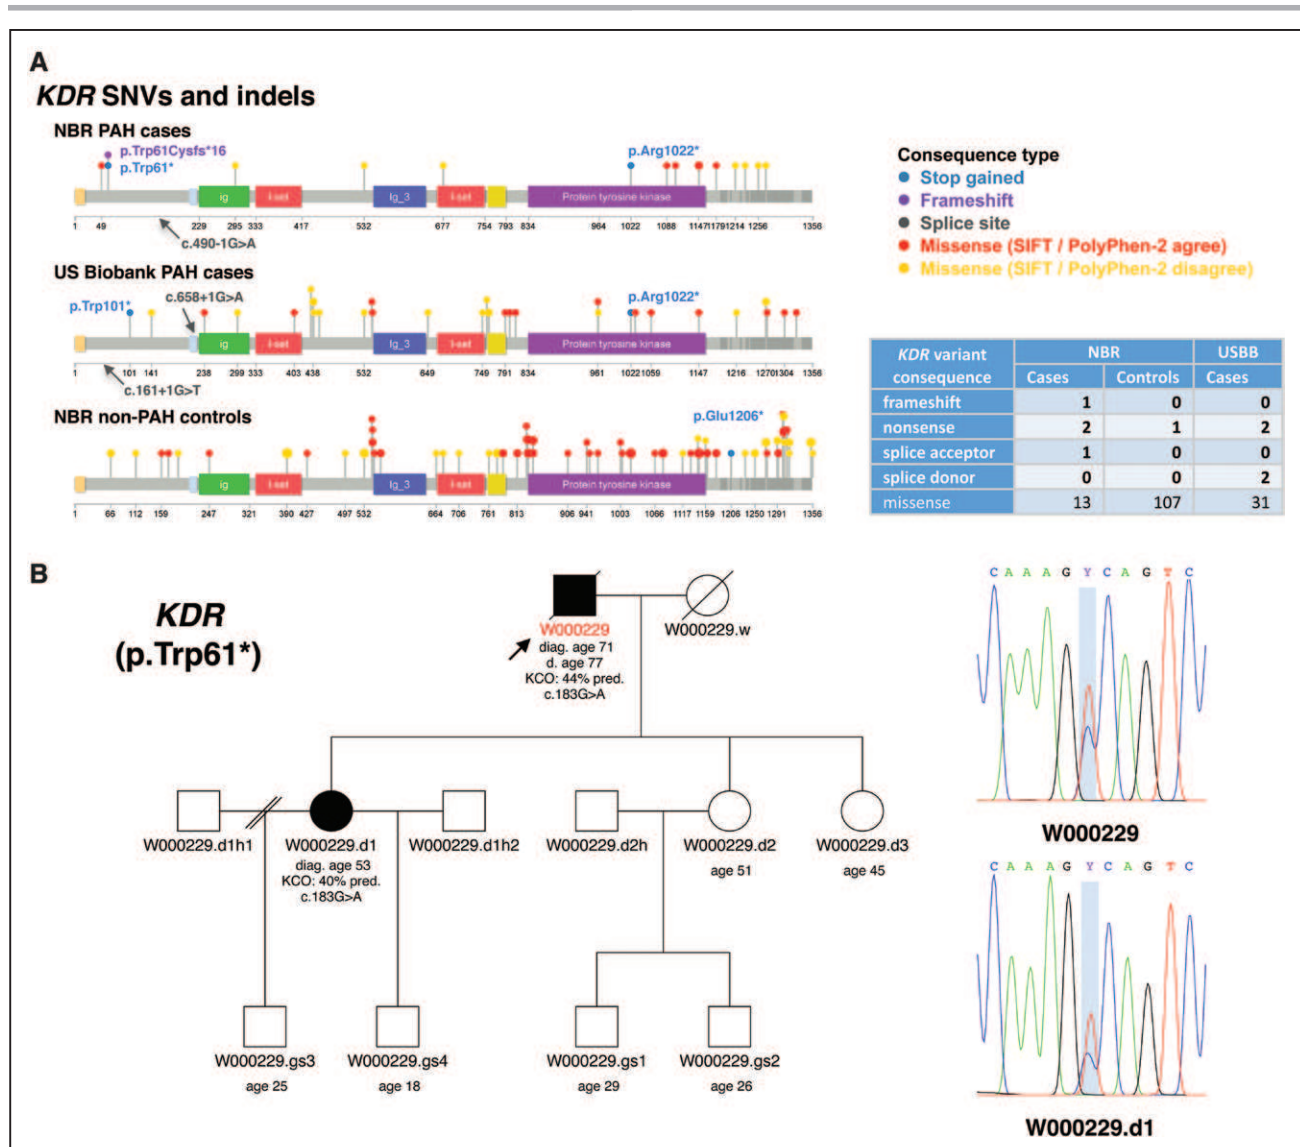 A
KDR SNVs and indels
NBR PAH cases
p.Trp61Cysfs*16
p.Trp61*
p.Arg1022*
ig
I-set
Ig_3
I-set
Protein tyrosine kinase
1 49 229 295 333 417 532 677 754 793 834 964 1022 1088 1147 1179 1214 1256 1356
c.490-1G>A
US Biobank PAH cases
c.658+1G>A
p.Trp101*
p.Arg1022*
ig
I-set
Ig_3
I-set
Protein tyrosine kinase
1 101 141 238 299 333 403 438 532 649 749 791 834 961 1022 1059 1147 1216 1270 1304 1356
c.161+1G>T
NBR non-PAH controls
p.Glu1206*
ig
I-set
Ig_3
I-set
Protein tyrosine kinase
1 66 112 159 247 321 390 427 497 532 664 706 761 813 906 941 1003 1066 1117 1159 1206 1250 1291 1356
Consequence type
Stop gained
Frameshift
Splice site
Missense (SIFT / PolyPhen-2 agree)
Missense (SIFT / PolyPhen-2 disagree)
KDR variant consequence NBR USBB
Cases Controls Cases
frameshift 1 0 0
nonsense 2 1 2
splice acceptor 1 0 0
splice donor 0 0 2
missense 13 107 31
B
KDR
(p.Trp61*)
W000229
diag. age 71
d. age 77
KCO: 44% pred.
c.183G>A
W000229.w
W000229.d1h1
W000229.d1
diag. age 53
KCO: 40% pred.
c.183G>A
W000229.d1h2
W000229.d2h
W000229.d2
age 51
W000229.d3
age 45
W000229.gs3
age 25
W000229.gs4
age 18
W000229.gs1
age 29
W000229.gs2
age 26
C A A A G Y C A G T C
W000229
C A A A G Y C A G T C
W000229.d1